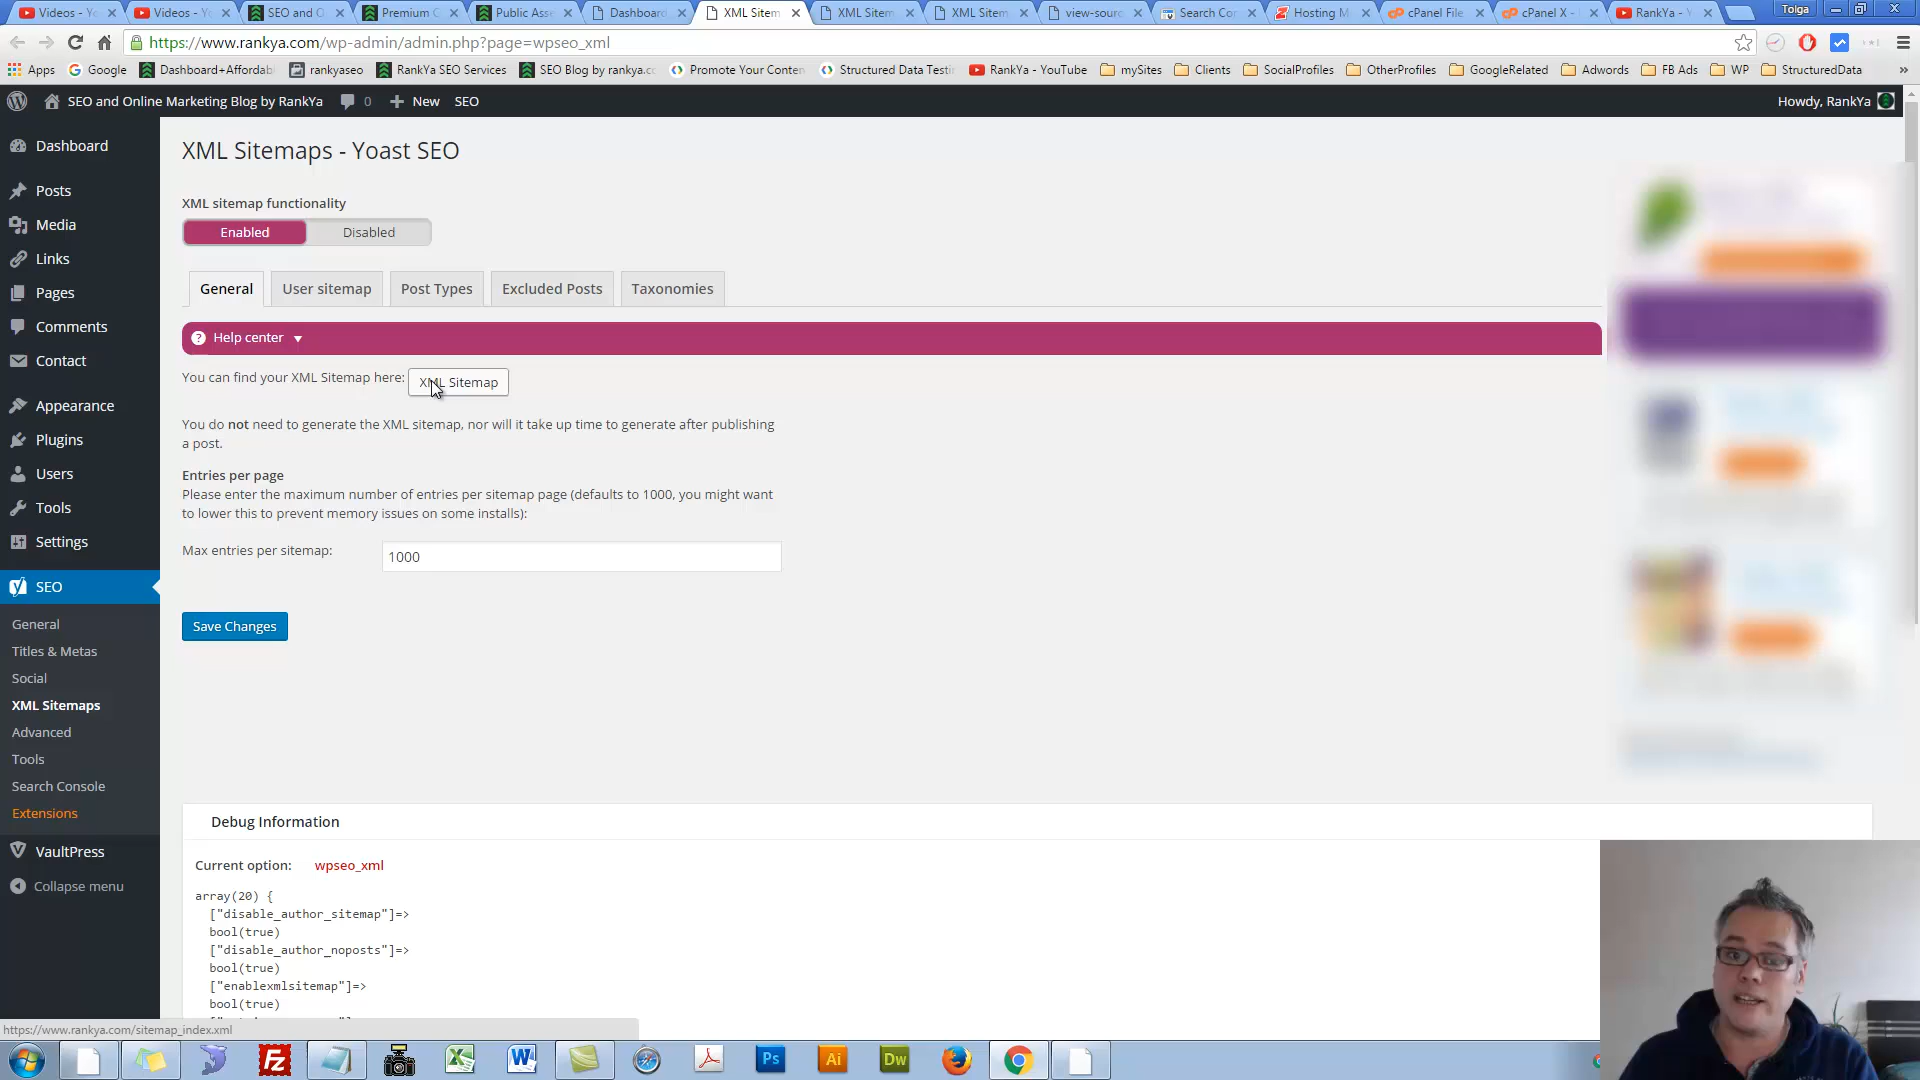 Videos - Yo
Videos - Yo
SEO and O
Premium C
Public Asse
Dashboard
XML Sitem
XML Sitem
XML Sitem
view-sourc
Search Con
Hosting M
cPanel File
cPanel X -
RankYa - Y
Tolga
https://www.rankya.com/wp-admin/admin.php?page=wpseo_xml
Apps
Google
Dashboard+Affordab
rankyaseo
RankYa SEO Services
SEO Blog by rankya.co
Promote Your Conten
Structured Data Testi
RankYa - YouTube
mySites
Clients
SocialProfiles
OtherProfiles
GoogleRelated
Adwords
FB Ads
WP
StructuredData
»
SEO and Online Marketing Blog by RankYa
0
New
SEO
Howdy, RankYa
Dashboard
Posts
Media
Links
Pages
Comments
Contact
Appearance
Plugins
Users
Tools
Settings
SEO
General
Titles & Metas
Social
XML Sitemaps
Advanced
Tools
Search Console
Extensions
VaultPress
Collapse menu
XML Sitemaps - Yoast SEO
XML sitemap functionality
Enabled
Disabled
General
User sitemap
Post Types
Excluded Posts
Taxonomies
Help center
You can find your XML Sitemap here: XML Sitemap
You do not need to generate the XML sitemap, nor will it take up time to generate after publishing
a post.
Entries per page
Please enter the maximum number of entries per sitemap page (defaults to 1000, you might want
to lower this to prevent memory issues on some installs):
Max entries per sitemap: 1000
Save Changes
Debug Information
Current option: wpseo_xml
array(20) {
["disable_author_sitemap"]=>
bool(true)
["disable_author_noposts"]=>
bool(true)
["enablexmlsitemap"]=>
bool(true)
https://www.rankya.com/sitemap_index.xml
Fz
Ps
Ai
Dw